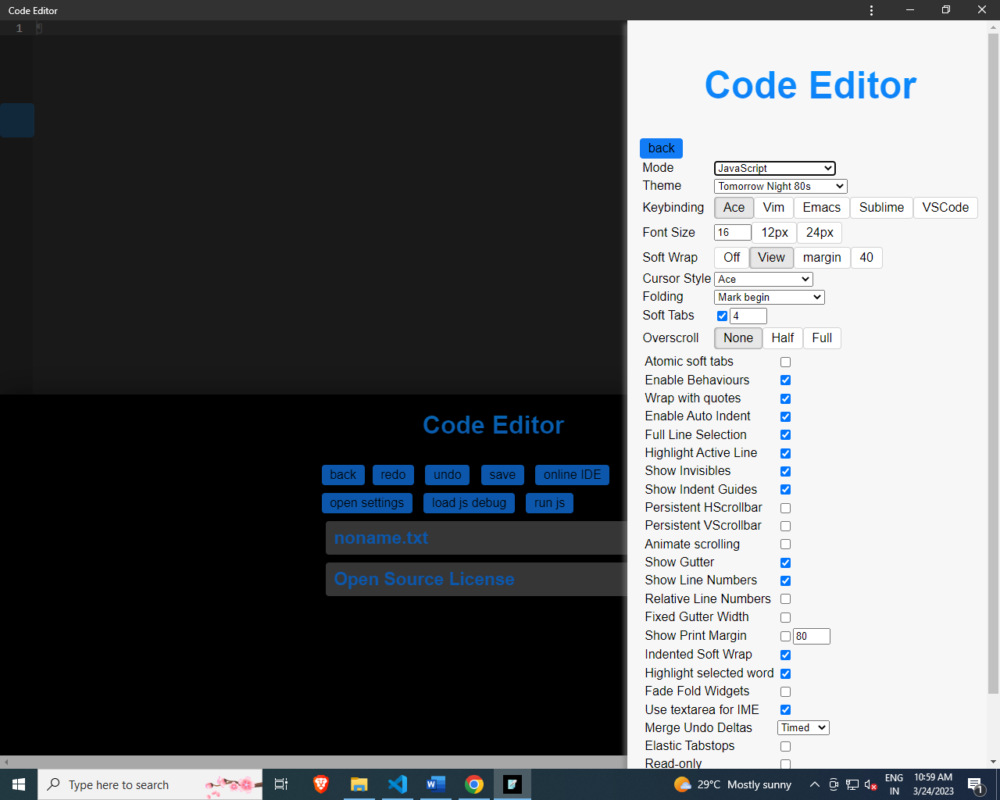 Code Editor
1 ¶
Code Editor
back
Mode JavaScript
Theme Tomorrow Night 80s
Keybinding Ace Vim Emacs Sublime VSCode
Font Size 16 12px 24px
Soft Wrap Off View margin 40
Cursor Style Ace
Folding Mark begin
Soft Tabs 4
Overscroll None Half Full
Atomic soft tabs
Enable Behaviours
Wrap with quotes
Enable Auto Indent
Full Line Selection
Highlight Active Line
Show Invisibles
Show Indent Guides
Persistent HScrollbar
Persistent VScrollbar
Animate scrolling
Show Gutter
Show Line Numbers
Relative Line Numbers
Fixed Gutter Width
Show Print Margin 80
Indented Soft Wrap
Highlight selected word
Fade Fold Widgets
Use textarea for IME
Merge Undo Deltas Timed
Elastic Tabstops
Read-only
Code Editor
back redo undo save online IDE
open settings load js debug run js
noname.txt
Open Source License
Type here to search
29°C Mostly sunny
ENG
IN
10:59 AM
3/24/2023
1